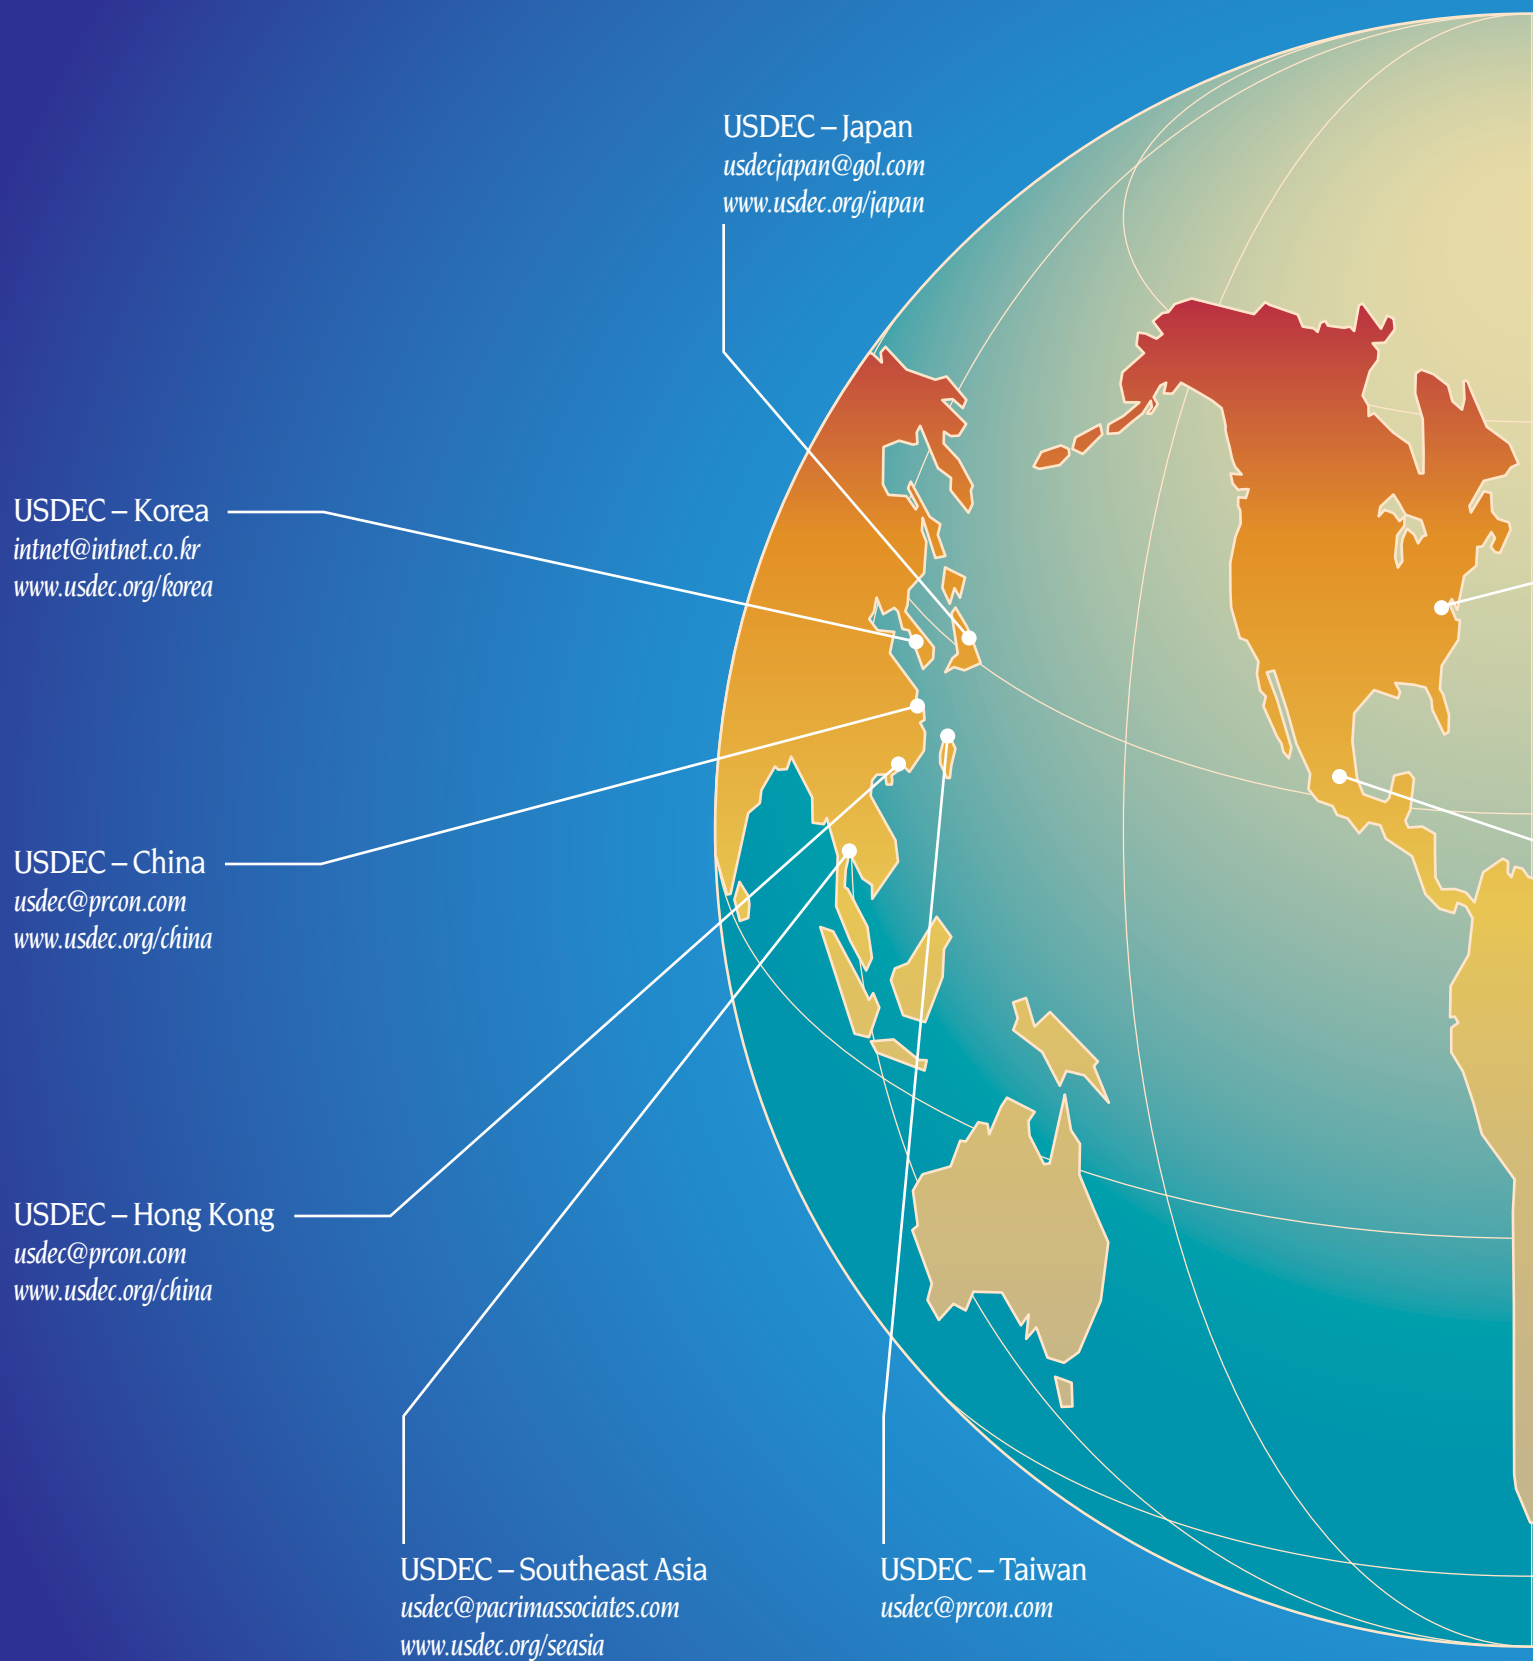 USDEC – Japan
usdecjapan@gol.com
www.usdec.org/japan
USDEC – Korea
intnet@intnet.co.kr
www.usdec.org/korea
USDEC – China
usdec@prcon.com
www.usdec.org/china
USDEC – Hong Kong
usdec@prcon.com
www.usdec.org/china
USDEC – Southeast Asia
usdec@pacrimassociates.com
www.usdec.org/seasia
USDEC – Taiwan
usdec@prcon.com